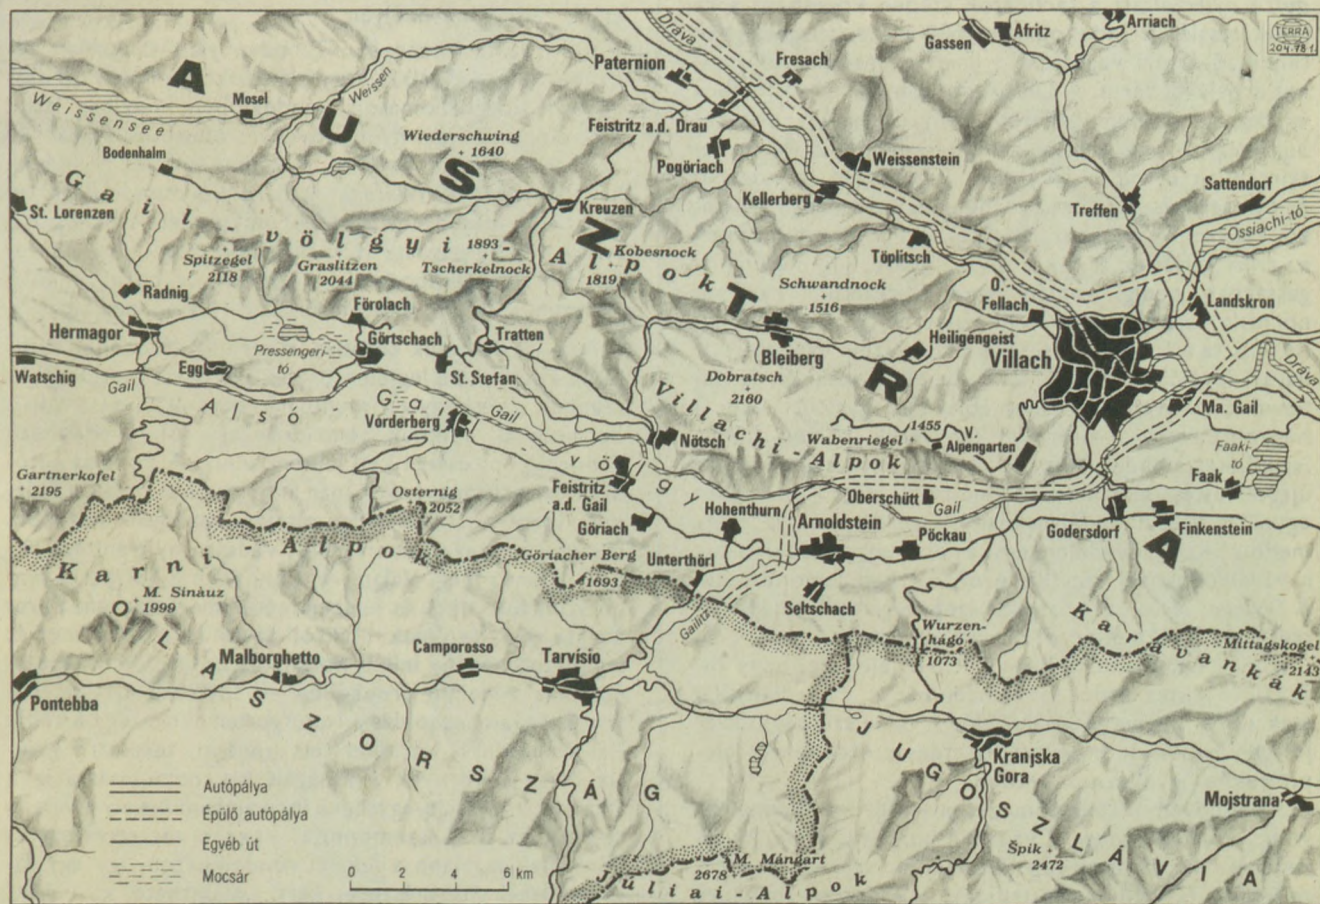 Arriach
Afritz
Gassen
TERRA
204.78 f.
Dráva
Fresach
Paternion
A
Mosel
Weissen
Weissensee
U
Feistritz a.d. Drau
Wiederschwing
1640
Pogöriach
Weissenstein
Bodenhalm
S
Kellerberg
Sattendorf
Treffen
Kreuzen
St. Lorenzen
Gail-völgyi Alpok
Z
Ossiachi-tó
Töplitsch
Spitzegel
2118
Graslitzen
2044
1893
Tscherkelnock
Kobesnock
1819
Schwandnock
1516
T
O.
Fellach
Landskron
Radnig
Förolach
Hermagor
Görtschach
Tratten
Pressengeri-
tó
Bleiberg
Heiligengeist
Villach
Egg
Watschig
Gail
St. Stefan
Dobratsch
2160
R
Dráva
Alsó-Gail
Gail
völgy
Vorderberg
Villachi-Alpok
Ma. Gail
Nötsch
Wabenriegel
1455
V.
Alpengarten
I
Faaki-
tó
Faak
Gartnerkofel
2195
Osternig
2052
Feistritz
a.d. Gail
Oberschütt
Gail
Hohenthurn
Göriach
Arnoldstein
Pöckau
Godersdorf
Finkenstein
A
Karni-Alpok
Göriacher Berg
1693
Unterthörl
Seltschach
M. Sinàuz
1999
Gailitz
Wurzen-
hágó
1073
Karavankák
Mittagskogel
2143
Malborghetto
Camporosso
Tarvisio
Pontebba
OLASZORSZÁG
JUGOSZLÁVIA
Kranjska
Gora
Mojstrana
Autópálya
Épülő autópálya
Egyéb út
Mocsár
0 2 4 6 km
Špik
2472
M. Mángart
2678
Júliai-Alpok